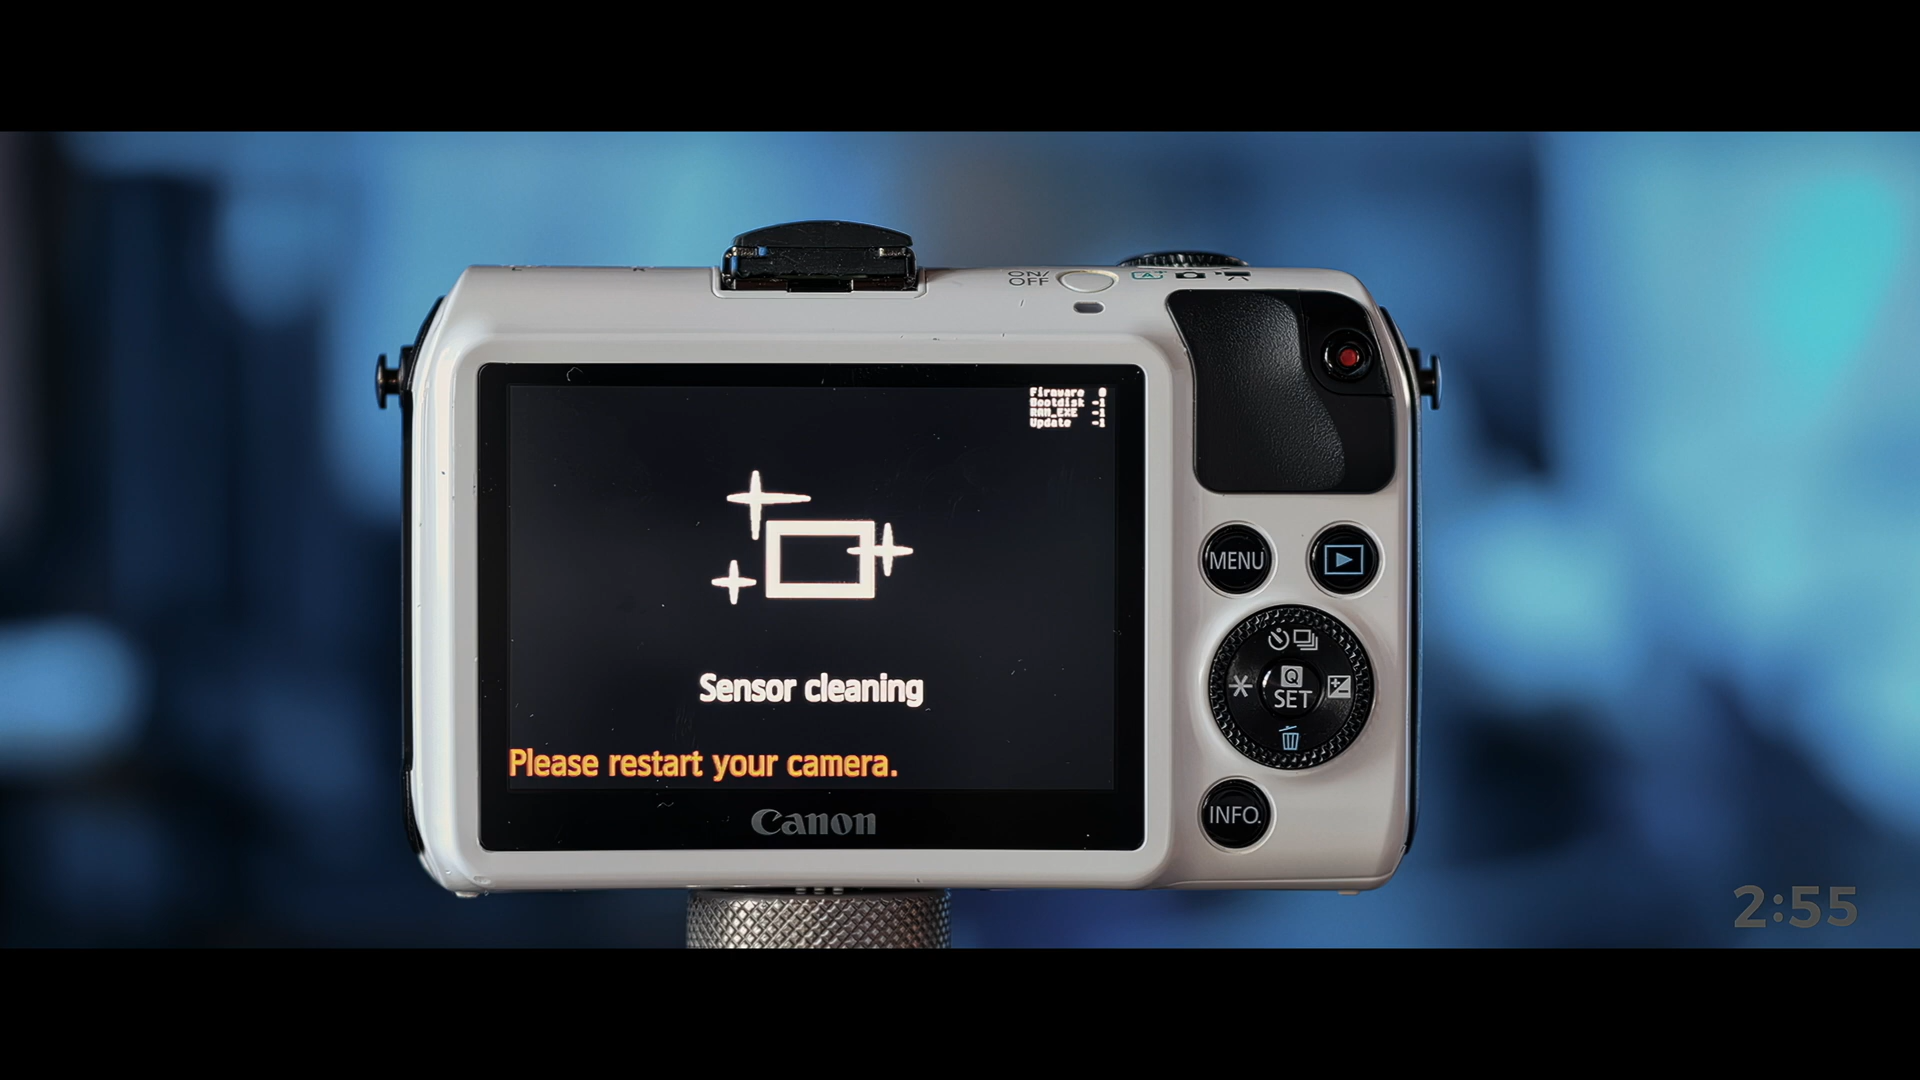 ON/
OFF
A+
Firmware 0
Bootdisk -1
RAM_EXE -1
Update -1
MENU
Sensor cleaning
Q
SET
Please restart your camera.
Canon
INFO.
2:55